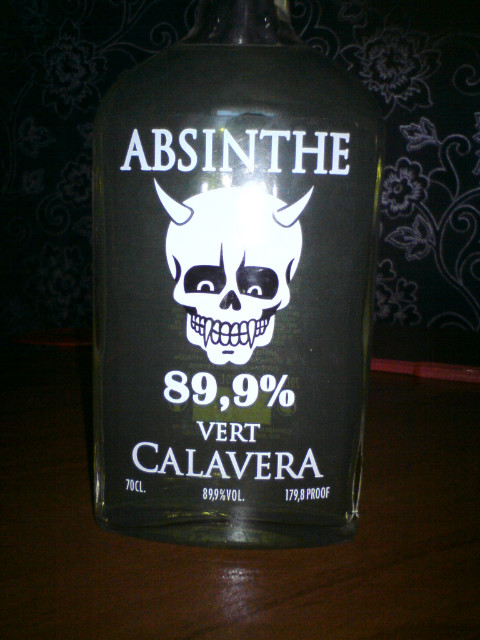 ABSINTHE
89,9%
VERT
CALAVERA
70CL. 89,9%VOL. 179,8 PROOF